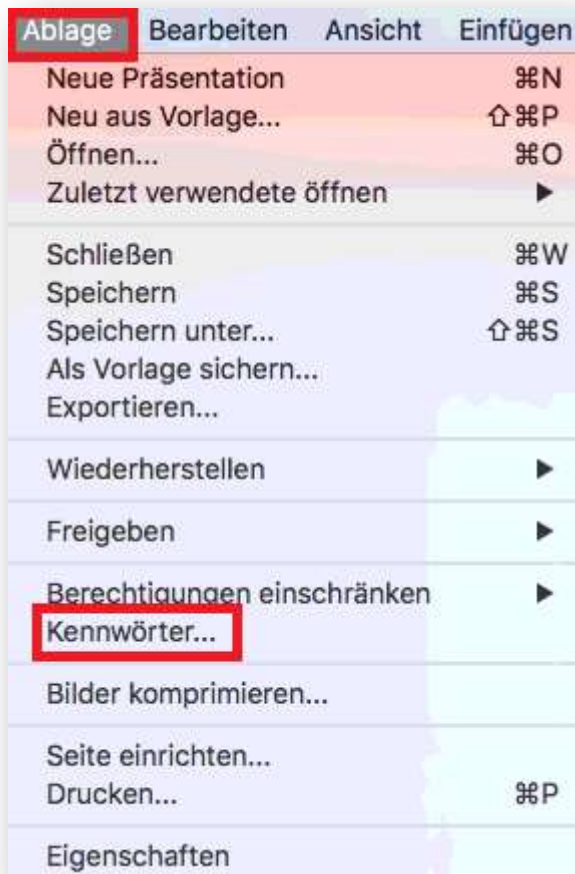 Ablage Bearbeiten Ansicht Einfügen
Neue Präsentation ⌘N
Neu aus Vorlage... ⇧⌘P
Öffnen... ⌘O
Zuletzt verwendete öffnen ▶
Schließen ⌘W
Speichern ⌘S
Speichern unter... ⇧⌘S
Als Vorlage sichern...
Exportieren...
Wiederherstellen ▶
Freigeben ▶
Berechtigungen einschränken ▶
Kennwörter...
Bilder komprimieren...
Seite einrichten...
Drucken... ⌘P
Eigenschaften